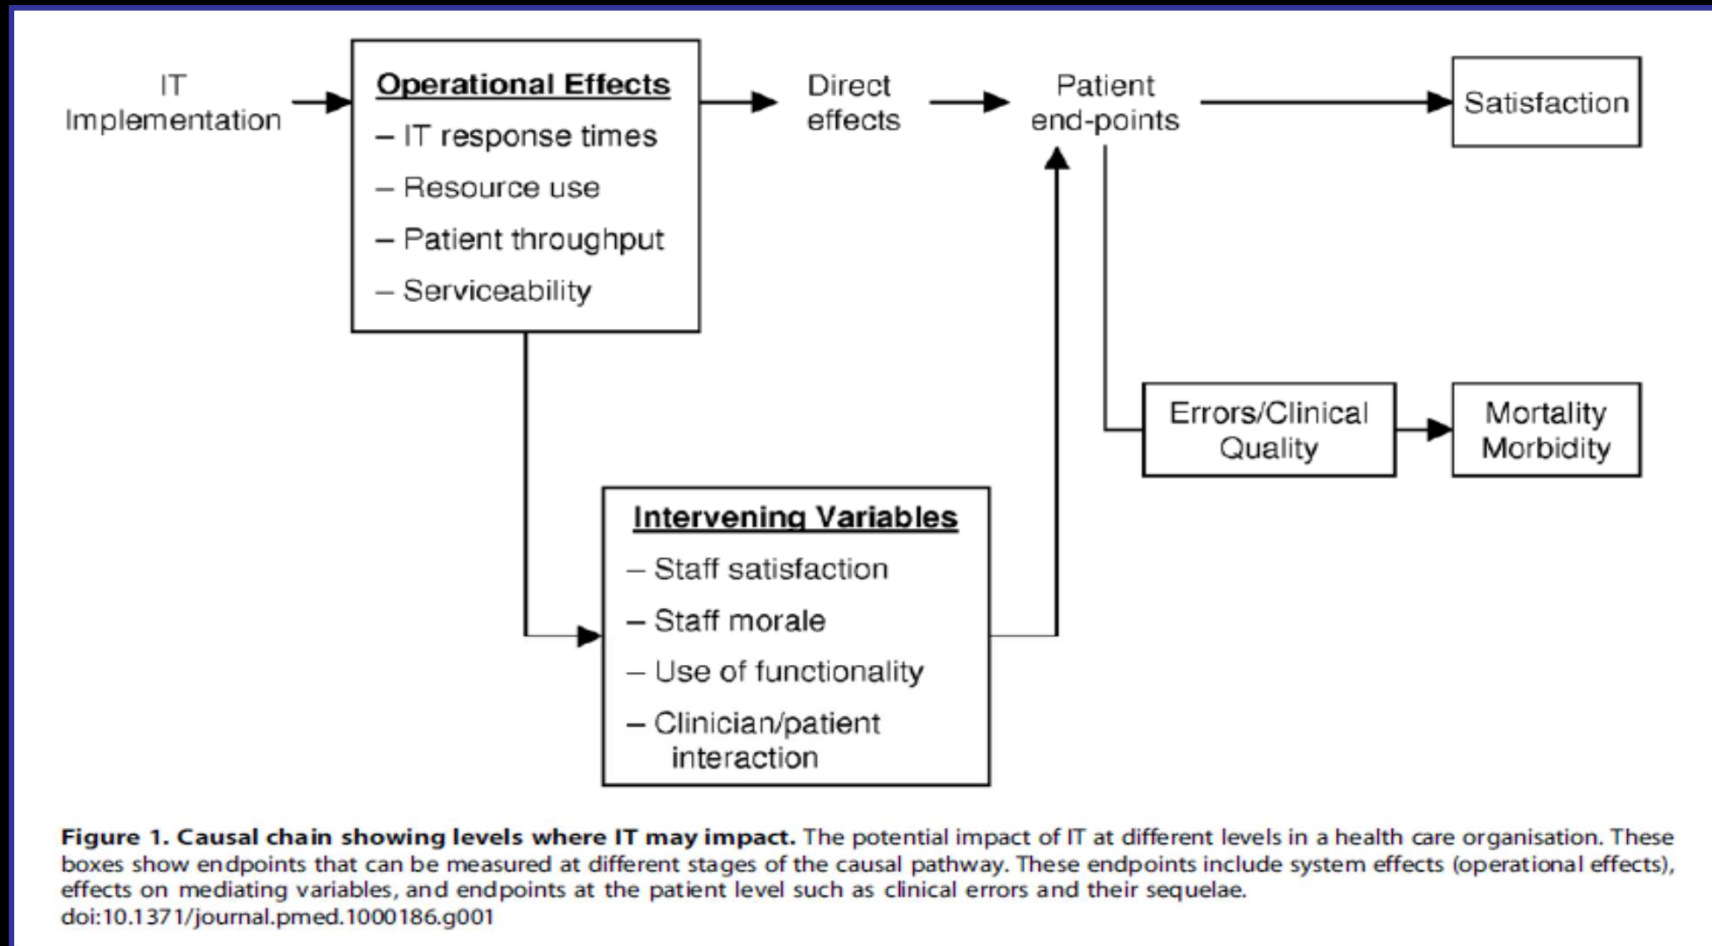 IT
Implementation
Operational Effects
– IT response times
– Resource use
– Patient throughput
– Serviceability
Direct
effects
Patient
end-points
Satisfaction
Errors/Clinical
Quality
Mortality
Morbidity
Intervening Variables
– Staff satisfaction
– Staff morale
– Use of functionality
– Clinician/patient
interaction
Figure 1. Causal chain showing levels where IT may impact. The potential impact of IT at different levels in a health care organisation. These
boxes show endpoints that can be measured at different stages of the causal pathway. These endpoints include system effects (operational effects),
effects on mediating variables, and endpoints at the patient level such as clinical errors and their sequelae.
doi:10.1371/journal.pmed.1000186.g001